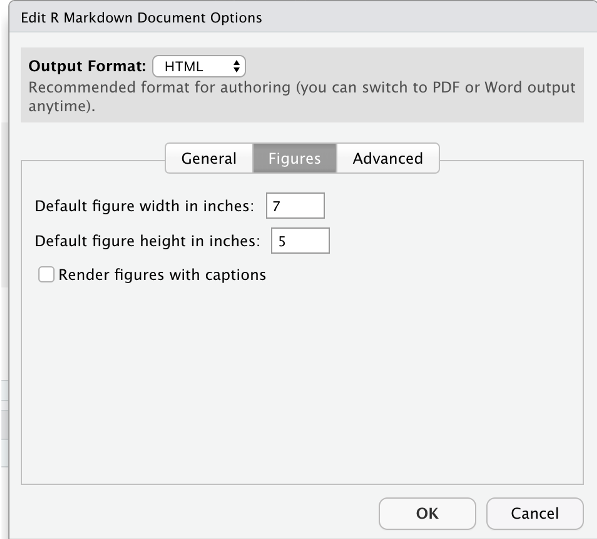 Edit R Markdown Document Options
Output Format: HTML
Recommended format for authoring (you can switch to PDF or Word output
anytime).
General Figures Advanced
Default figure width in inches: 7
Default figure height in inches: 5
Render figures with captions
OK Cancel